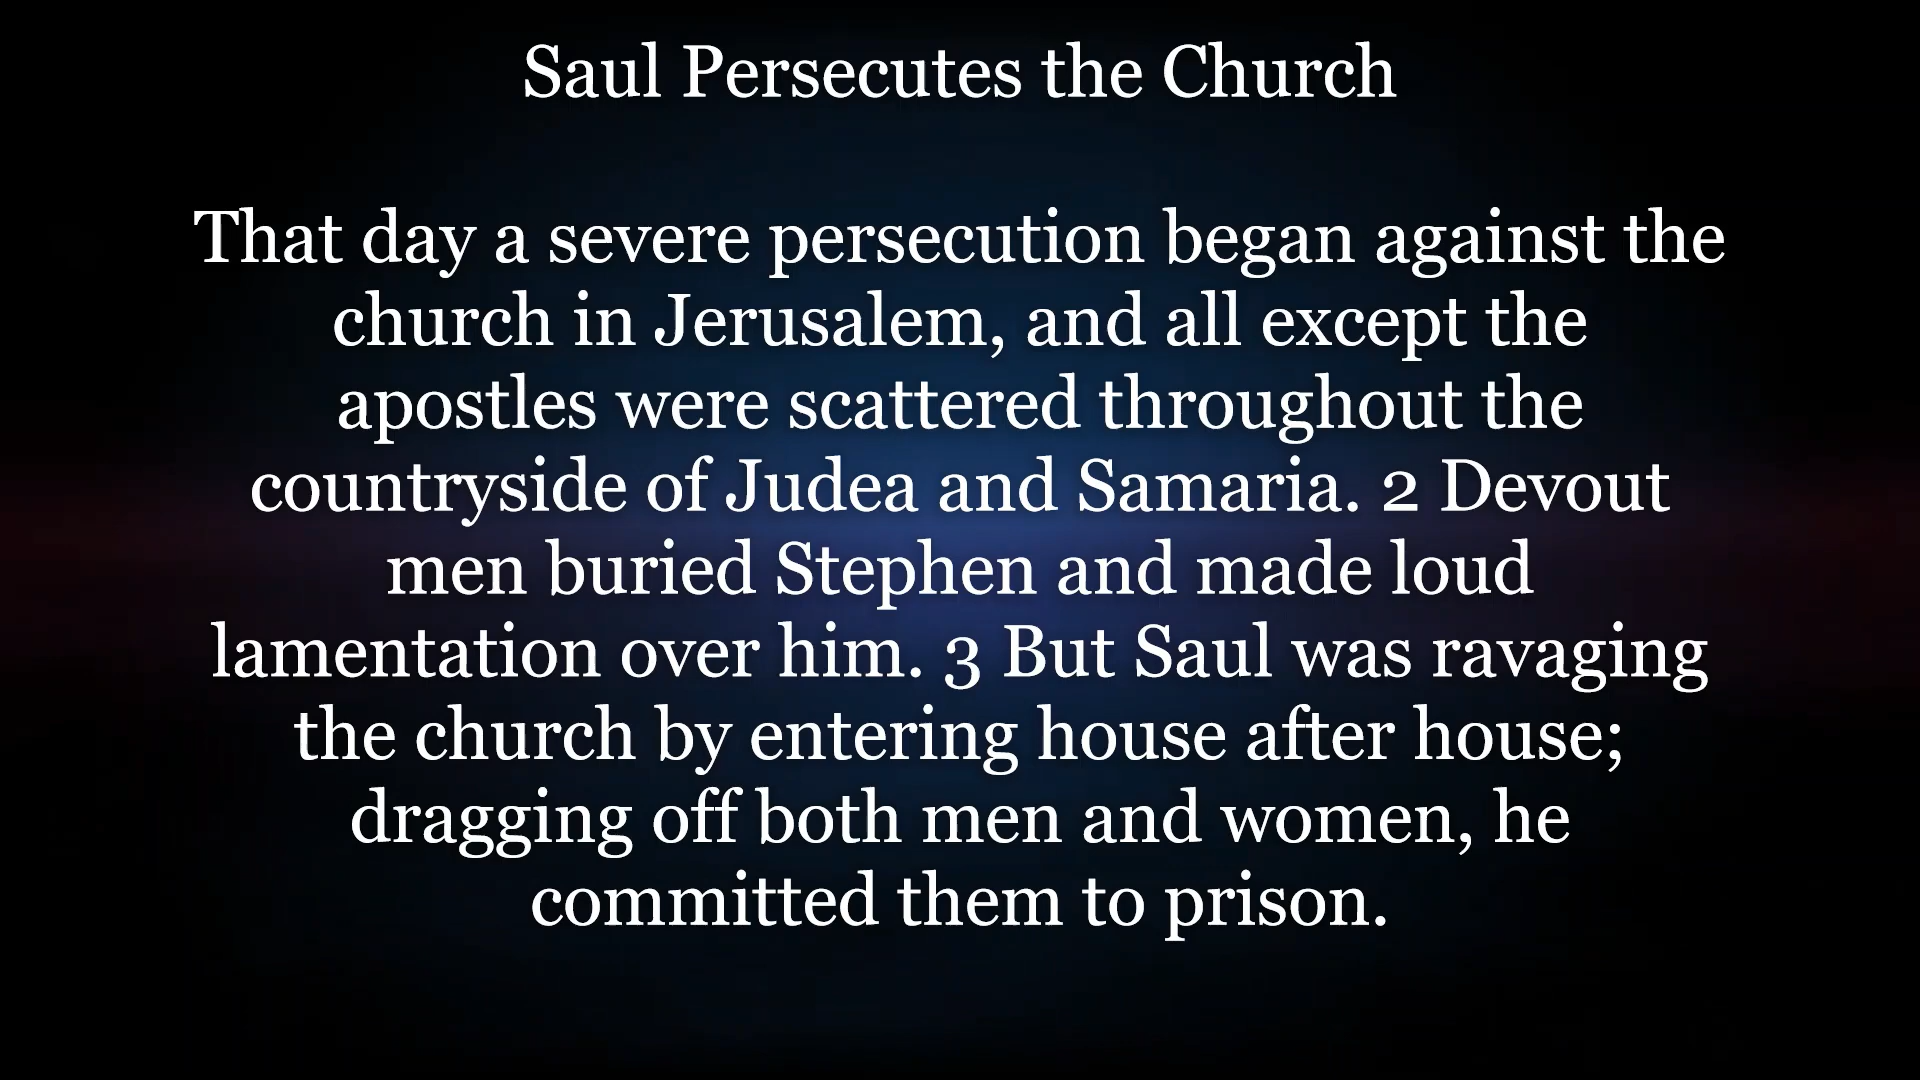 Saul Persecutes the Church
That day a severe persecution began against the
church in Jerusalem, and all except the
apostles were scattered throughout the
countryside of Judea and Samaria. 2 Devout
men buried Stephen and made loud
lamentation over him. 3 But Saul was ravaging
the church by entering house after house;
dragging off both men and women, he
committed them to prison.